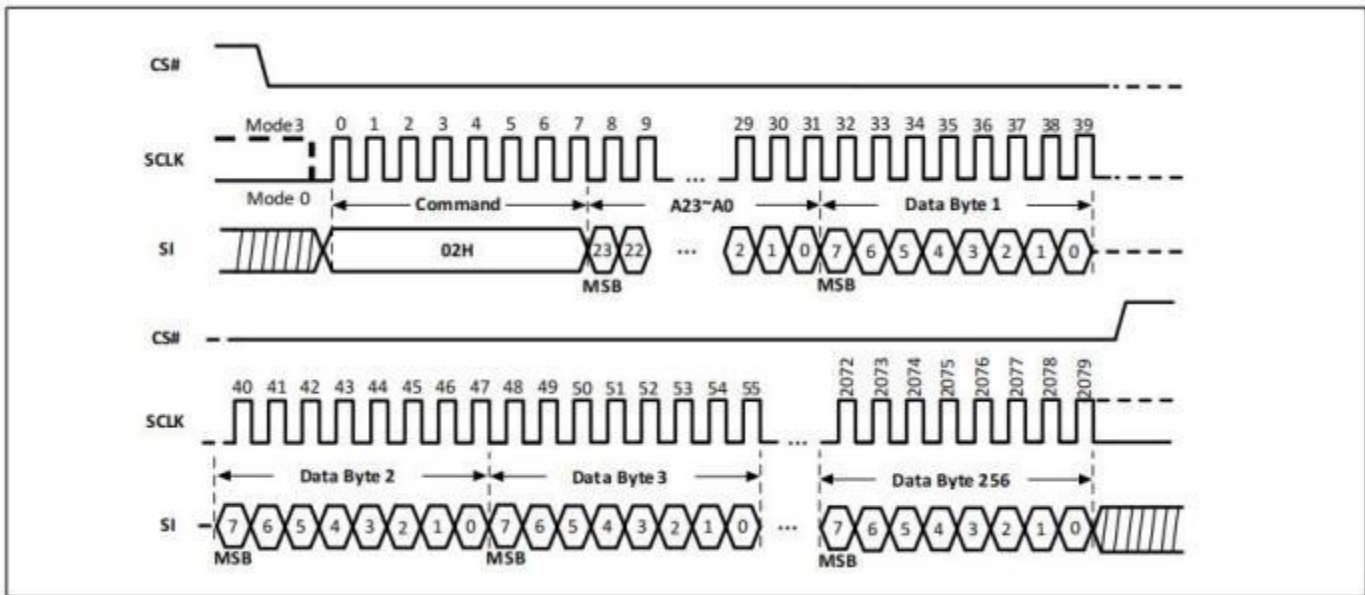 CS#
Mode3 0 1 2 3 4 5 6 7 8 9 29 30 31 32 33 34 35 36 37 38 39
SCLK ...
Mode 0 Command A23~A0 Data Byte 1
SI 02H 23 22 ... 2 1 0 7 6 5 4 3 2 1 0
MSB MSB
CS#
40 41 42 43 44 45 46 47 48 49 50 51 52 53 54 55 2072 2073 2074 2075 2076 2077 2078 2079
SCLK ...
Data Byte 2 Data Byte 3 Data Byte 256
SI 7 6 5 4 3 2 1 0 7 6 5 4 3 2 1 0 ... 7 6 5 4 3 2 1 0
MSB MSB MSB